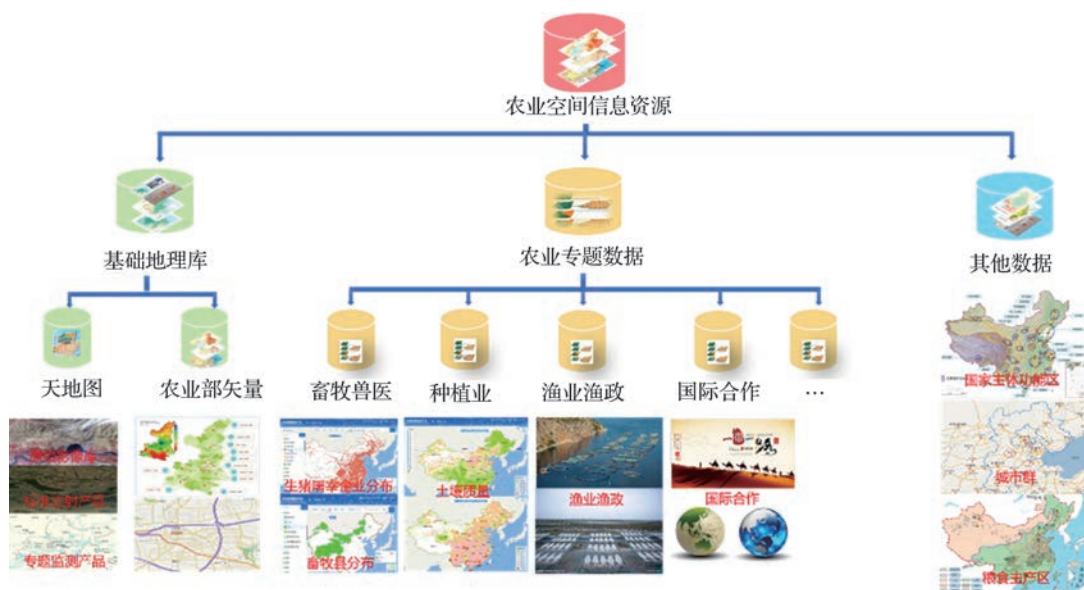 农业空间信息资源
基础地理库
农业专题数据
其他数据
天地图
农业部矢量
畜牧兽医
种植业
渔业渔政
国际合作
…
专题监测产品
生猪屠宰企业分布
畜牧县分布
土壤质量
渔业渔政
国际合作
国家主体功能区
城市群
粮食主产区